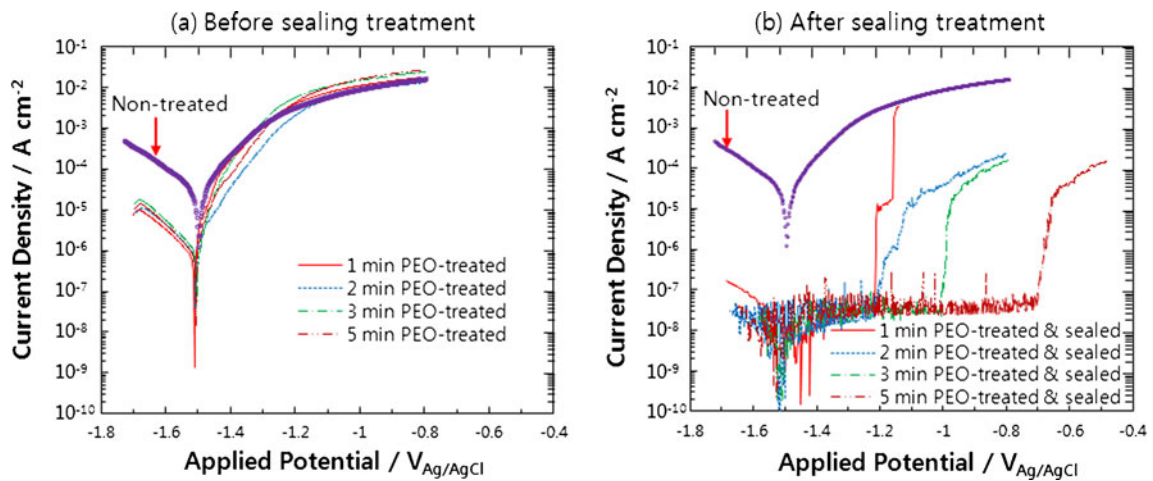 (a) Before sealing treatment
10-1
10-2
10-3
10-4
10-5
10-6
10-7
10-8
10-9
10-10
Current Density / A cm-2
Non-treated
1 min PEO-treated
2 min PEO-treated
3 min PEO-treated
5 min PEO-treated
-1.8 -1.6 -1.4 -1.2 -1 -0.8 -0.6 -0.4
Applied Potential / VAg/AgCl
(b) After sealing treatment
10-1
10-2
10-3
10-4
10-5
10-6
10-7
10-8
10-9
10-10
Current Density / A cm-2
Non-treated
1 min PEO-treated & sealed
2 min PEO-treated & sealed
3 min PEO-treated & sealed
5 min PEO-treated & sealed
-1.8 -1.6 -1.4 -1.2 -1 -0.8 -0.6 -0.4
Applied Potential / VAg/AgCl